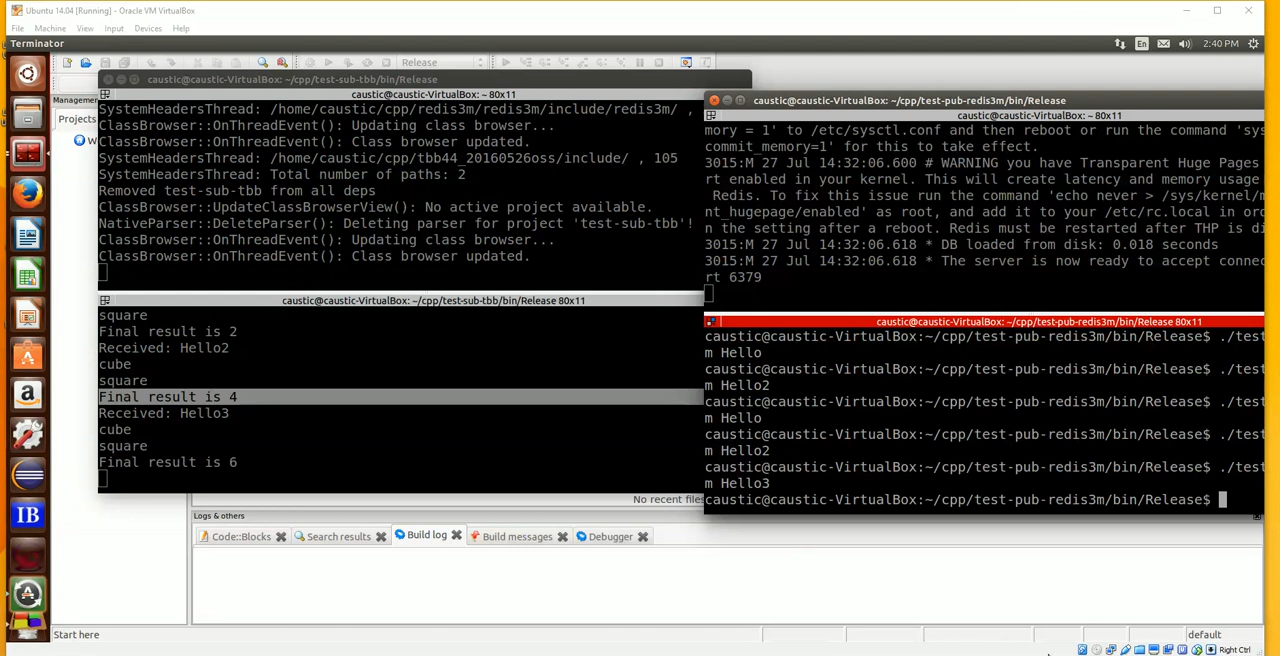 Ubuntu 14.04 [Running] - Oracle VM VirtualBox
File Machine View Input Devices Help
Terminator
En
2:40 PM
Release
Management
Projects
W
caustic@caustic-VirtualBox: ~/cpp/test-sub-tbb/bin/Release
caustic@caustic-VirtualBox: ~ 80x11
SystemHeadersThread: /home/caustic/cpp/redis3m/redis3m/include/redis3m/ ,
ClassBrowser::OnThreadEvent(): Updating class browser...
ClassBrowser::OnThreadEvent(): Class browser updated.
SystemHeadersThread: /home/caustic/cpp/tbb44_20160526oss/include/ , 105
SystemHeadersThread: Total number of paths: 2
Removed test-sub-tbb from all deps
ClassBrowser::UpdateClassBrowserView(): No active project available.
NativeParser::DeleteParser(): Deleting parser for project 'test-sub-tbb'!
ClassBrowser::OnThreadEvent(): Updating class browser...
ClassBrowser::OnThreadEvent(): Class browser updated.
caustic@caustic-VirtualBox: ~/cpp/test-sub-tbb/bin/Release 80x11
square
Final result is 2
Received: Hello2
cube
square
Final result is 4
Received: Hello3
cube
square
Final result is 6
caustic@caustic-VirtualBox: ~/cpp/test-pub-redis3m/bin/Release
caustic@caustic-VirtualBox: ~ 80x11
mory = 1' to /etc/sysctl.conf and then reboot or run the command 'sys
commit_memory=1' for this to take effect.
3015:M 27 Jul 14:32:06.600 # WARNING you have Transparent Huge Pages
rt enabled in your kernel. This will create latency and memory usage
Redis. To fix this issue run the command 'echo never > /sys/kernel/m
nt_hugepage/enabled' as root, and add it to your /etc/rc.local in ord
n the setting after a reboot. Redis must be restarted after THP is di
3015:M 27 Jul 14:32:06.618 * DB loaded from disk: 0.018 seconds
3015:M 27 Jul 14:32:06.618 * The server is now ready to accept conne
rt 6379
caustic@caustic-VirtualBox: ~/cpp/test-pub-redis3m/bin/Release 80x11
caustic@caustic-VirtualBox:~/cpp/test-pub-redis3m/bin/Release$ ./test
m Hello
caustic@caustic-VirtualBox:~/cpp/test-pub-redis3m/bin/Release$ ./test
m Hello2
caustic@caustic-VirtualBox:~/cpp/test-pub-redis3m/bin/Release$ ./test
m Hello
caustic@caustic-VirtualBox:~/cpp/test-pub-redis3m/bin/Release$ ./test
m Hello2
caustic@caustic-VirtualBox:~/cpp/test-pub-redis3m/bin/Release$ ./test
m Hello3
caustic@caustic-VirtualBox:~/cpp/test-pub-redis3m/bin/Release$
No recent files
Logs & others
Code::Blocks
Search results
Build log
Build messages
Debugger
IB
Start here
default
Right Ctrl